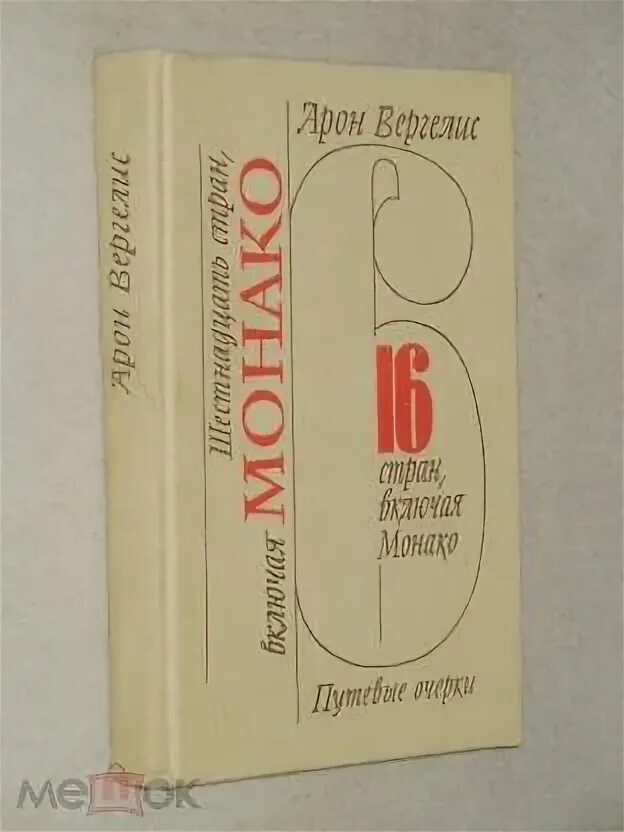 Арон Вергелис
Шестнадцать стран,
включая МОНАКО
Арон Вергелис
16
стран,
включая
Монако
Путевые очерки
мешок